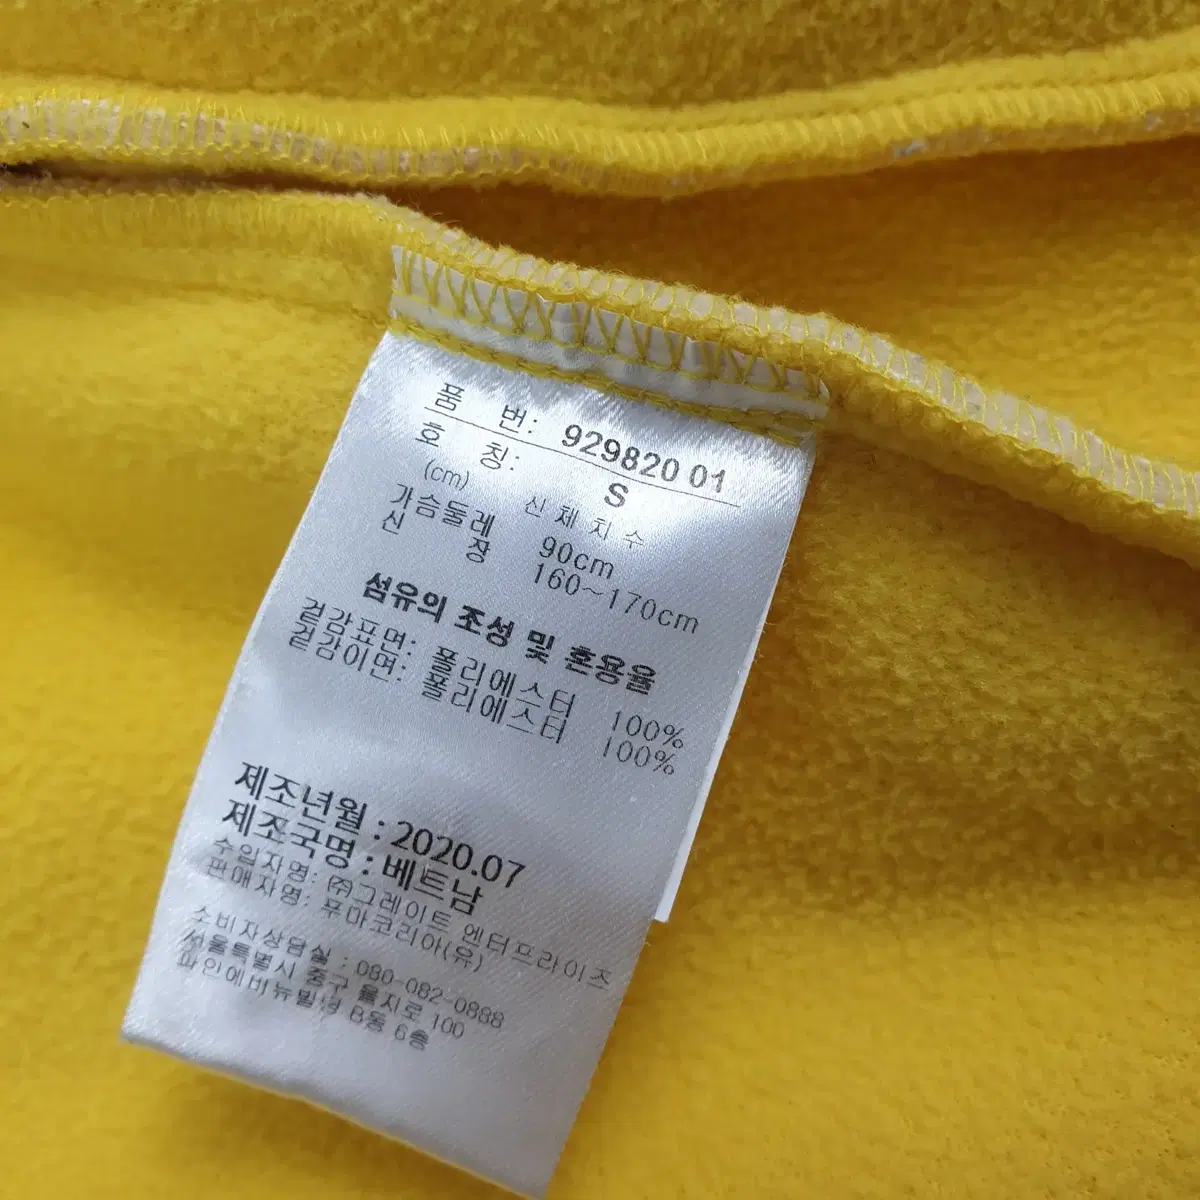 품 번: 929820 01
호 칭: S
(cm) 신체치수
가슴둘레 90cm
신 장 160~170cm
섬유의 조성 및 혼용율
겉감표면: 폴리에스터 100%
겉감이면: 폴리에스터 100%
제조년월 : 2020.07
제조국명 : 베트남
수입자명: ㈜그레이트 엔터프라이즈
판매자명: 푸마코리아(유)
소비자상담실 : 080-082-0888
서울특별시 중구 을지로 100
파인에비뉴빌딩 B동 6층